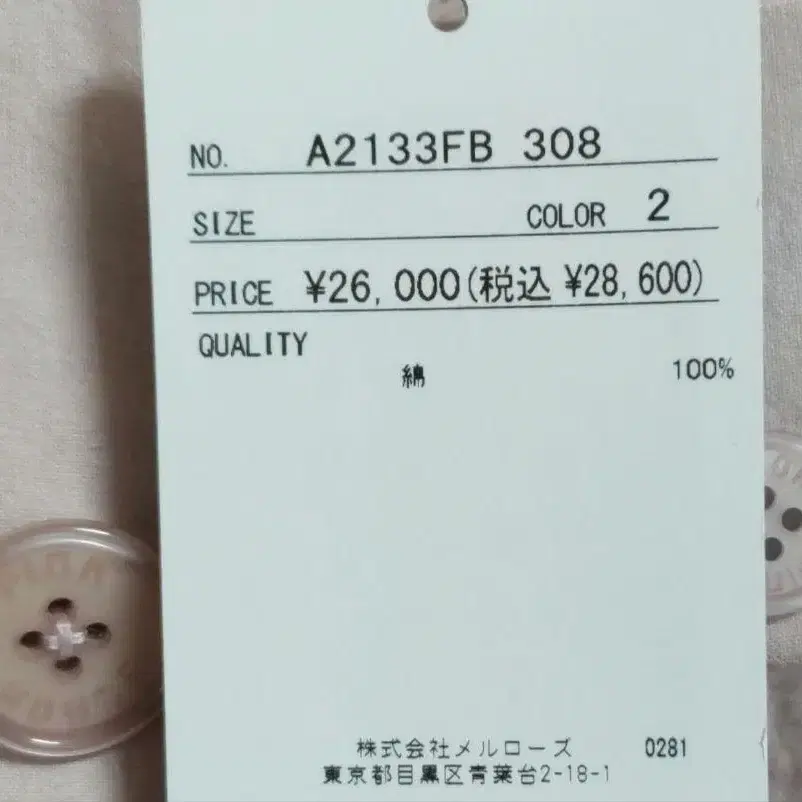 NO. A2133FB 308
SIZE COLOR 2
PRICE ¥26,000(税込 ¥28,600)
QUALITY
綿 100%
株式会社メルローズ 0281
東京都目黒区青葉台2-18-1